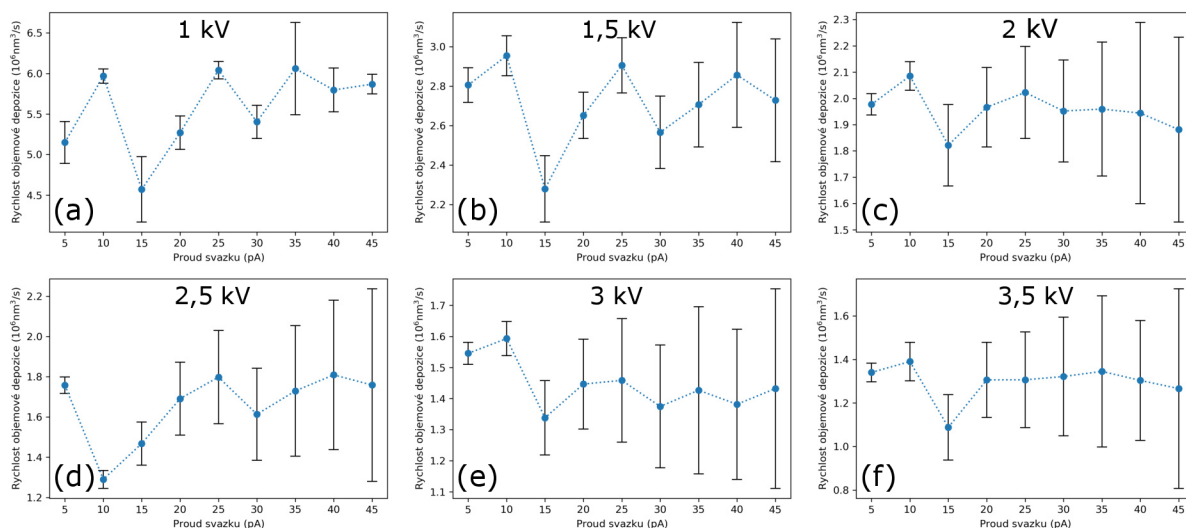 1 kV
Rychlost objemové depozice (10⁶nm³/s)
6.5
6.0
5.5
5.0
4.5
(a)
5 10 15 20 25 30 35 40 45
Proud svazku (pA)
1,5 kV
Rychlost objemové depozice (10⁶nm³/s)
3.0
2.8
2.6
2.4
2.2
(b)
5 10 15 20 25 30 35 40 45
Proud svazku (pA)
2 kV
Rychlost objemové depozice (10⁶nm³/s)
2.3
2.2
2.1
2.0
1.9
1.8
1.7
1.6
1.5
(c)
5 10 15 20 25 30 35 40 45
Proud svazku (pA)
2,5 kV
Rychlost objemové depozice (10⁶nm³/s)
2.2
2.0
1.8
1.6
1.4
1.2
(d)
5 10 15 20 25 30 35 40 45
Proud svazku (pA)
3 kV
Rychlost objemové depozice (10⁶nm³/s)
1.7
1.6
1.5
1.4
1.3
1.2
1.1
(e)
5 10 15 20 25 30 35 40 45
Proud svazku (pA)
3,5 kV
Rychlost objemové depozice (10⁶nm³/s)
1.6
1.4
1.2
1.0
0.8
(f)
5 10 15 20 25 30 35 40 45
Proud svazku (pA)